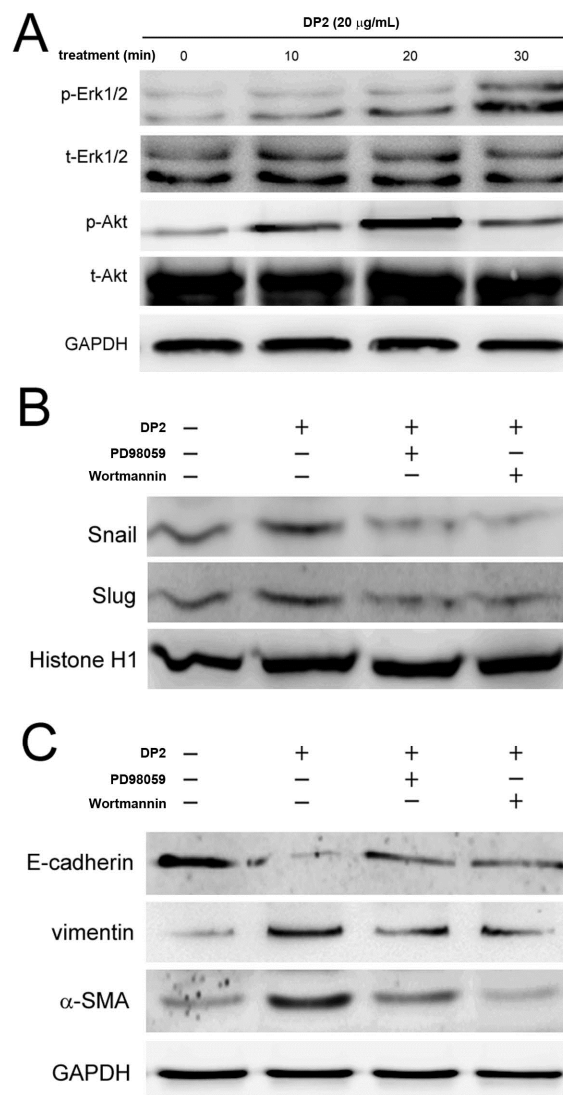 A
DP2 (20 μg/mL)
treatment (min) 0 10 20 30
p-Erk1/2
t-Erk1/2
p-Akt
t-Akt
GAPDH
B
DP2 − + + +
PD98059 − − + −
Wortmannin − − − +
Snail
Slug
Histone H1
C
DP2 − + + +
PD98059 − − + −
Wortmannin − − − +
E-cadherin
vimentin
α-SMA
GAPDH